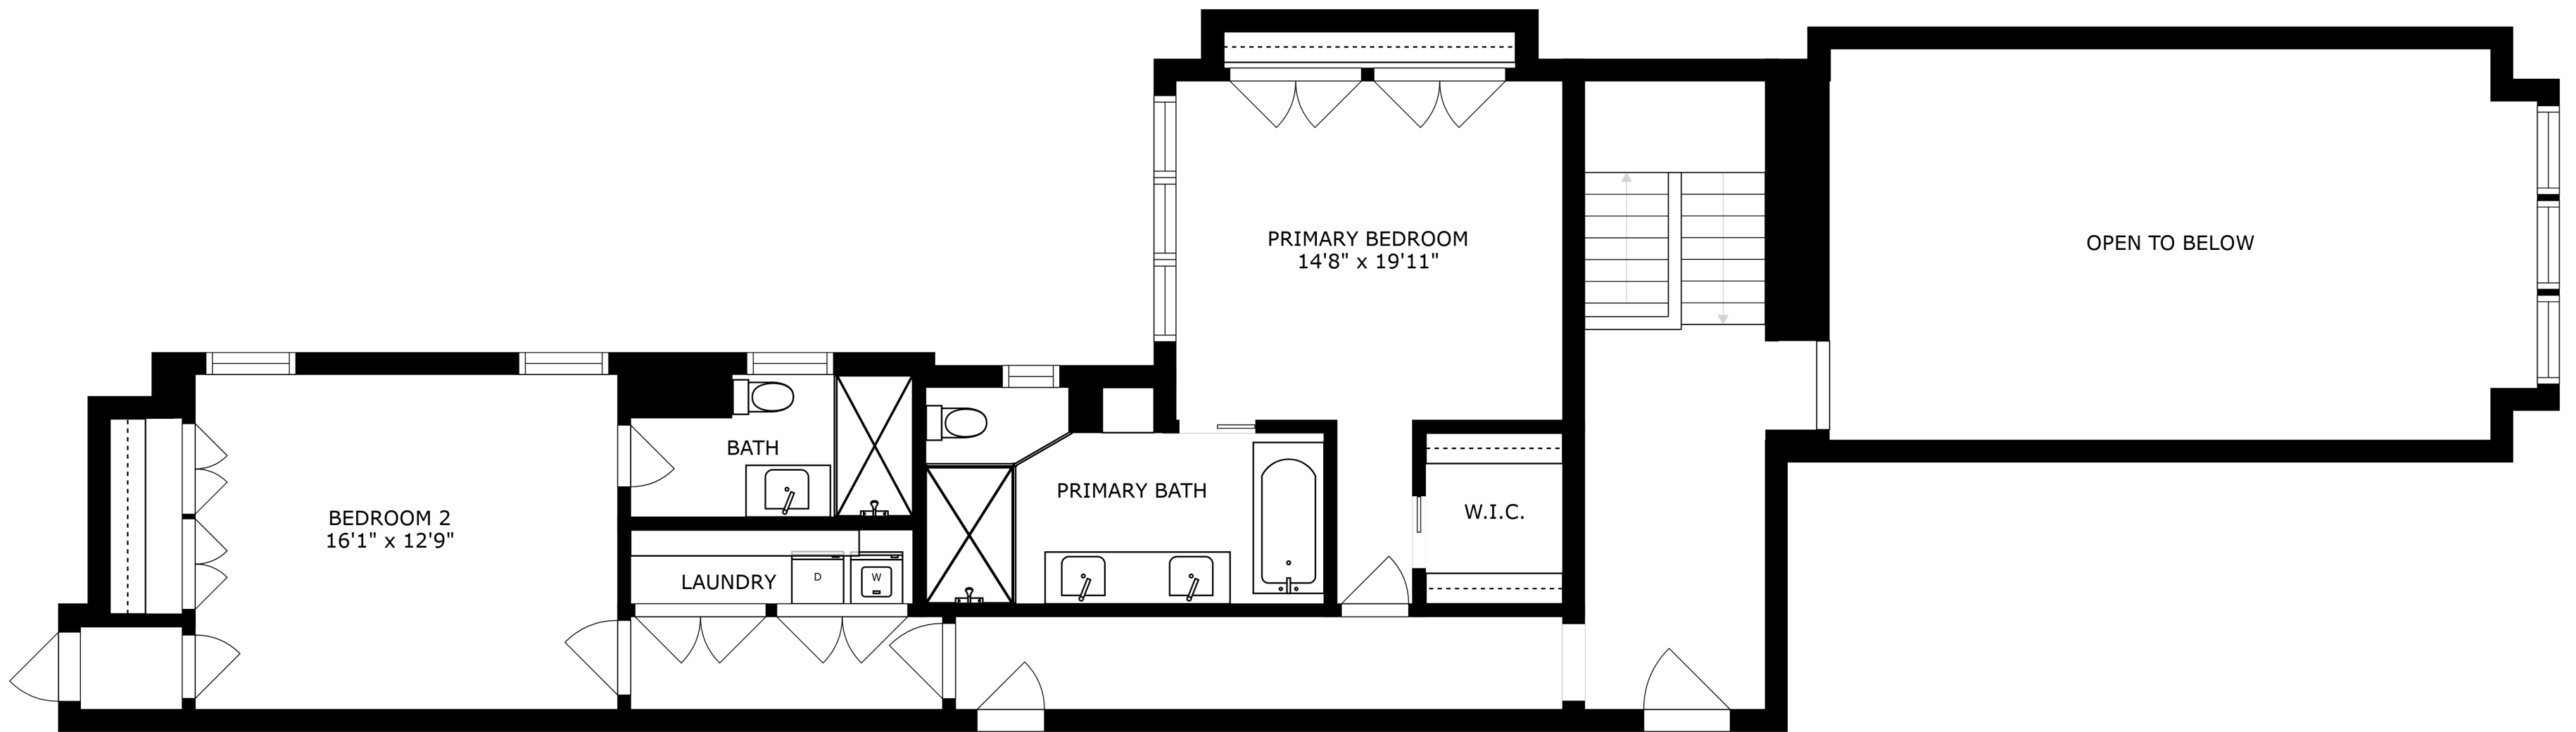 PRIMARY BEDROOM
14'8" x 19'11"
OPEN TO BELOW
BATH
PRIMARY BATH
W.I.C.
BEDROOM 2
16'1" x 12'9"
LAUNDRY
D
W